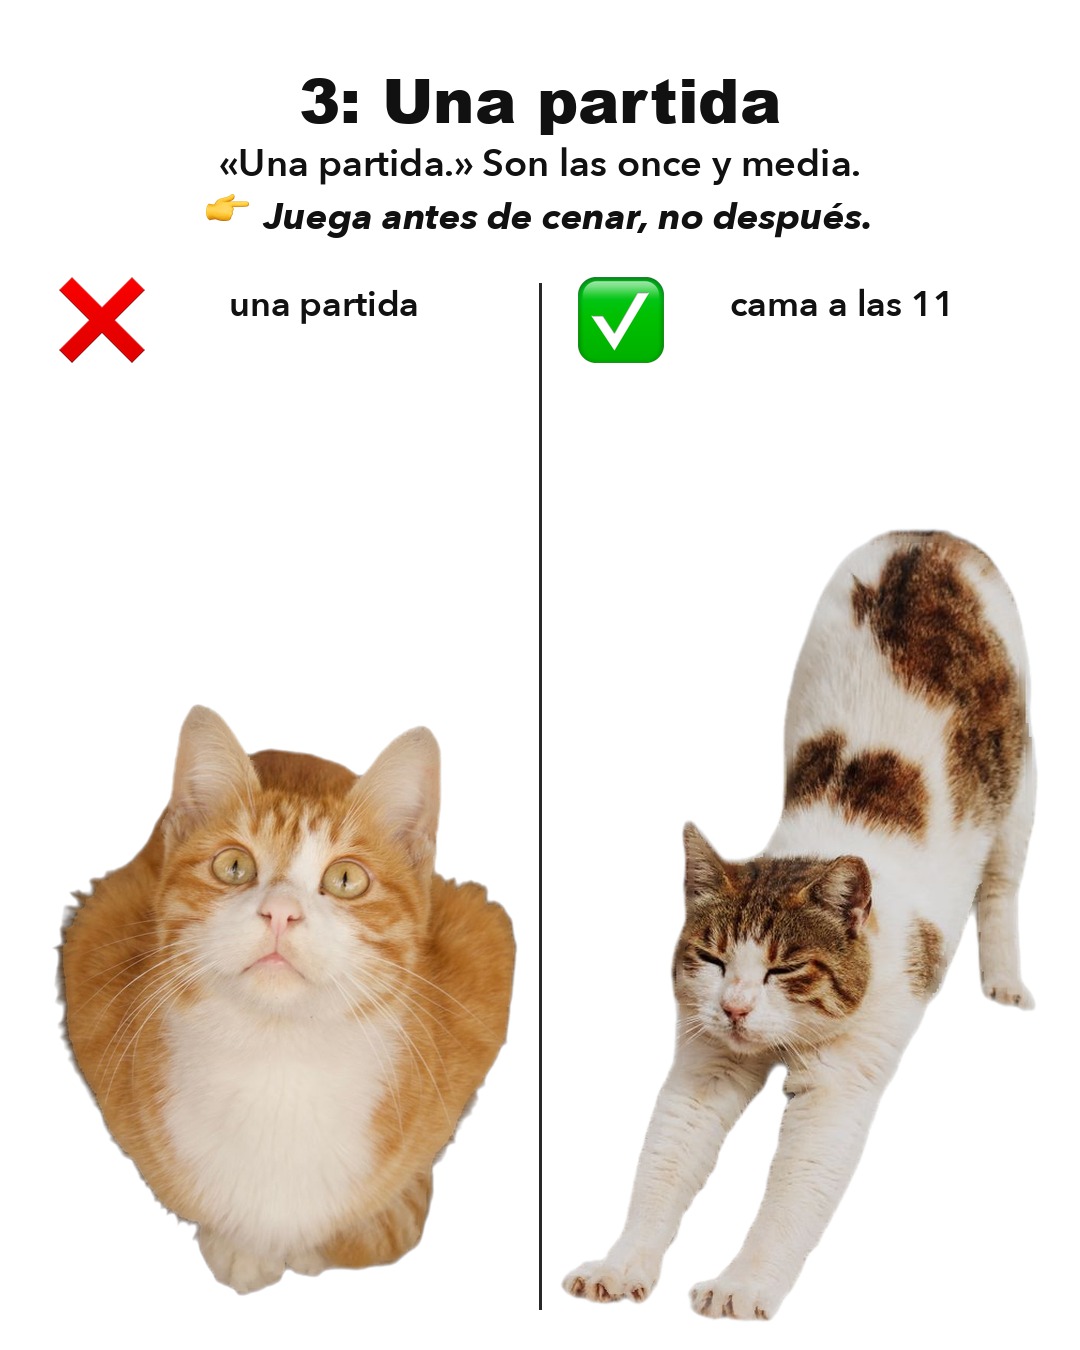 3: Una partida
«Una partida.» Son las once y media.
👉 Juega antes de cenar, no después.
❌ una partida
✅ cama a las 11